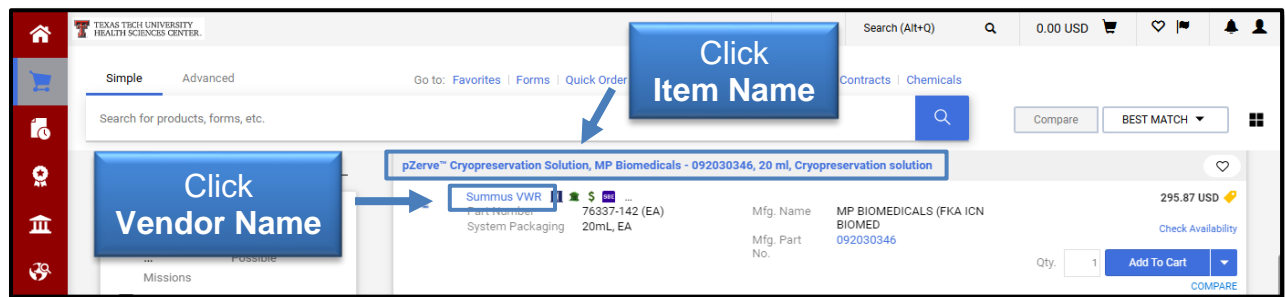 TEXAS TECH UNIVERSITY
HEALTH SCIENCES CENTER.
Search (Alt+Q)
0.00 USD
Click
Item Name
Simple
Advanced
Go to: Favorites | Forms | Quick Order
Contracts | Chemicals
Search for products, forms, etc.
Compare
BEST MATCH
pZerve™ Cryopreservation Solution, MP Biomedicals - 092030346, 20 ml, Cryopreservation solution
Click
Vendor Name
Summus VWR
$
SBE
...
295.87 USD
Part Number
76337-142 (EA)
Mfg. Name
MP BIOMEDICALS (FKA ICN
BIOMED
System Packaging
20mL, EA
Check Availability
Mfg. Part
No.
092030346
...
Possible
Missions
Qty.
1
Add To Cart
COMPARE